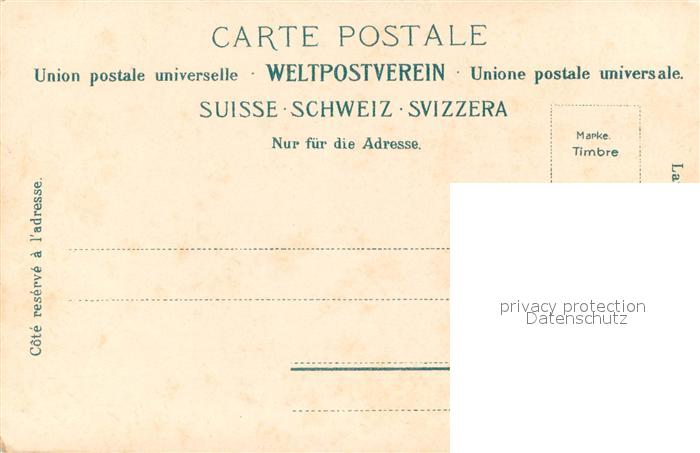 CARTE POSTALE
Union postale universelle · WELTPOSTVEREIN · Unione postale universale.
SUISSE · SCHWEIZ · SVIZZERA
Nur für die Adresse.
Marke.
Timbre
Côté resérvé à l'adresse.
privacy protection
Datenschutz